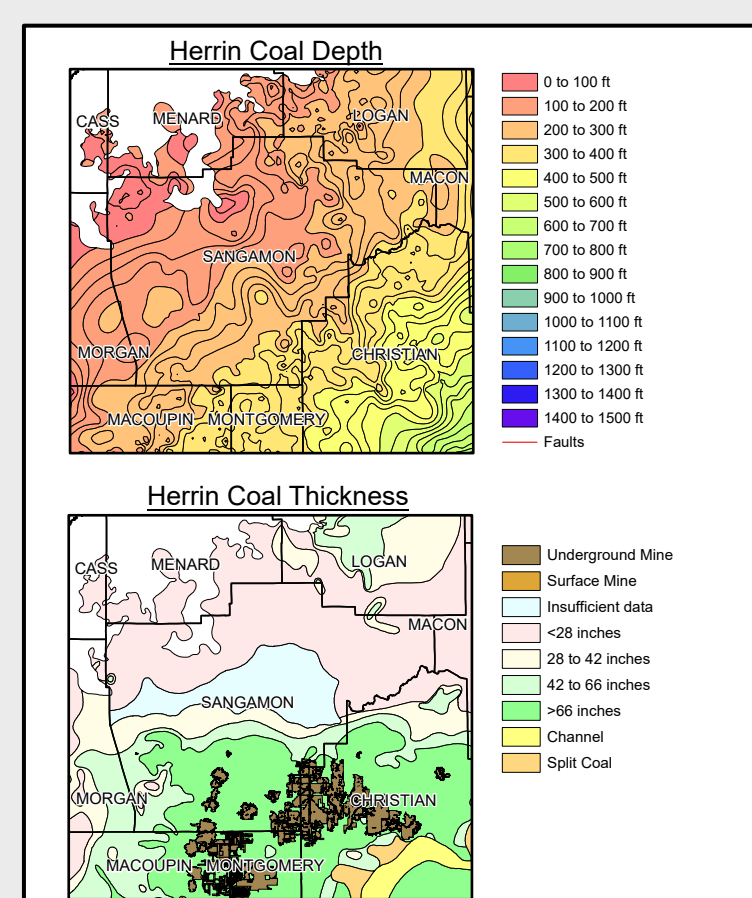 Herrin Coal Depth
CASS
MENARD
LOGAN
MACON
SANGAMON
MORGAN
CHRISTIAN
MACOUPIN
MONTGOMERY
0 to 100 ft
100 to 200 ft
200 to 300 ft
300 to 400 ft
400 to 500 ft
500 to 600 ft
600 to 700 ft
700 to 800 ft
800 to 900 ft
900 to 1000 ft
1000 to 1100 ft
1100 to 1200 ft
1200 to 1300 ft
1300 to 1400 ft
1400 to 1500 ft
Faults
Herrin Coal Thickness
CASS
MENARD
LOGAN
MACON
SANGAMON
MORGAN
CHRISTIAN
MACOUPIN
MONTGOMERY
Underground Mine
Surface Mine
Insufficient data
<28 inches
28 to 42 inches
42 to 66 inches
>66 inches
Channel
Split Coal